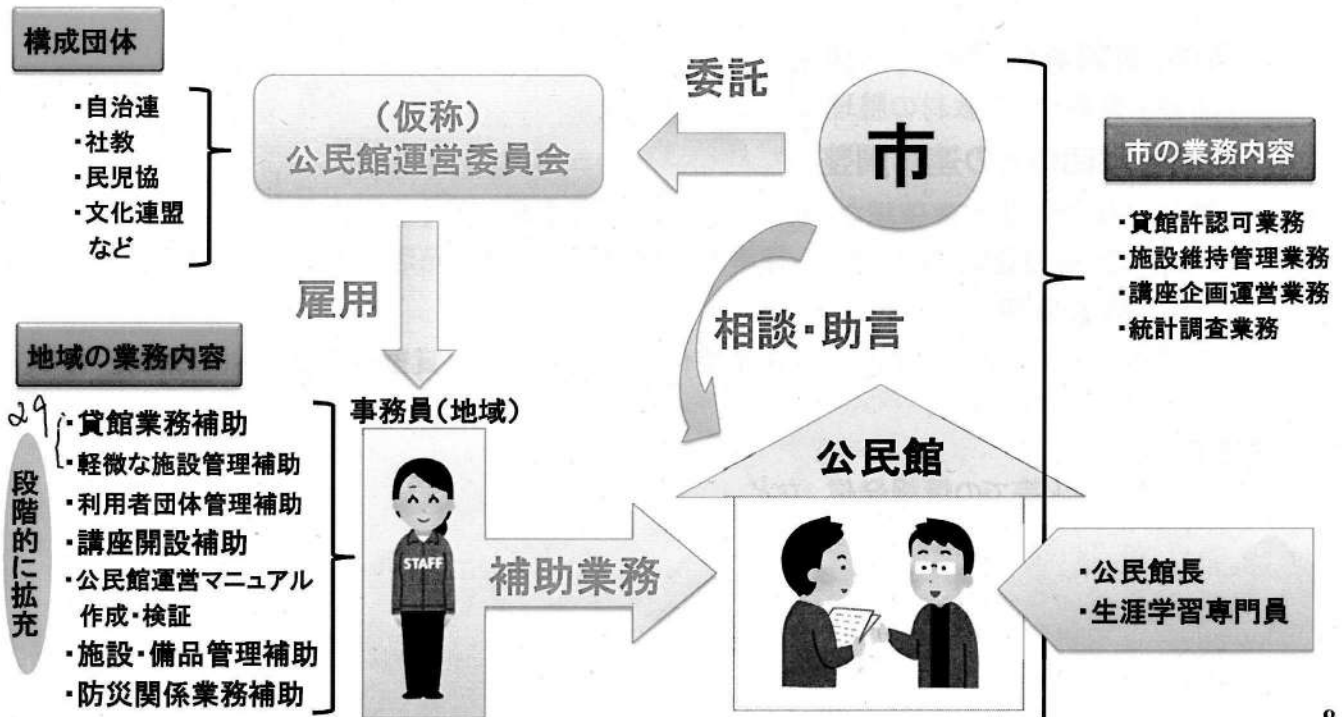 構成団体
・自治連
・社教
・民児協
・文化連盟
など
(仮称)
公民館運営委員会
委託
市
市の業務内容
・貸館許認可業務
・施設維持管理業務
・講座企画運営業務
・統計調査業務
雇用
相談・助言
地域の業務内容
29
・貸館業務補助
・軽微な施設管理補助
・利用者団体管理補助
・講座開設補助
・公民館運営マニュアル
作成・検証
・施設・備品管理補助
・防災関係業務補助
段階的に拡充
事務員(地域)
STAFF
補助業務
公民館
・公民館長
・生涯学習専門員